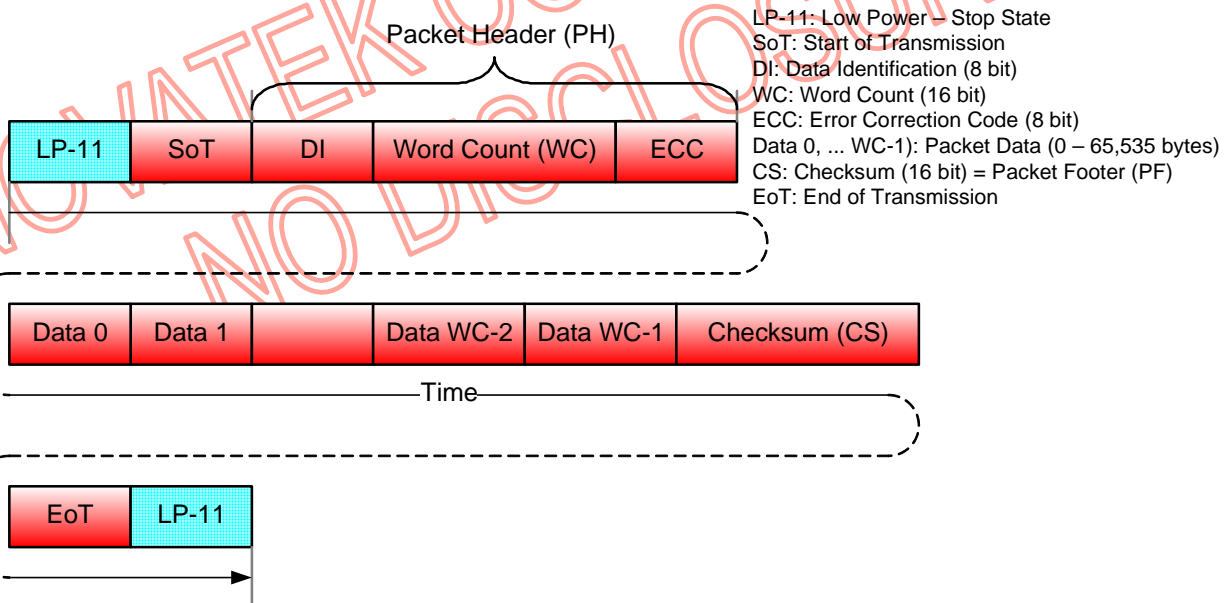 NOVATEK
NO DISCLOSU
Packet Header (PH)
LP-11: Low Power – Stop State
SoT: Start of Transmission
DI: Data Identification (8 bit)
WC: Word Count (16 bit)
ECC: Error Correction Code (8 bit)
Data 0, ... WC-1): Packet Data (0 – 65,535 bytes)
CS: Checksum (16 bit) = Packet Footer (PF)
EoT: End of Transmission
LP-11 SoT DI Word Count (WC) ECC
Data 0 Data 1 Data WC-2 Data WC-1 Checksum (CS)
Time
EoT LP-11